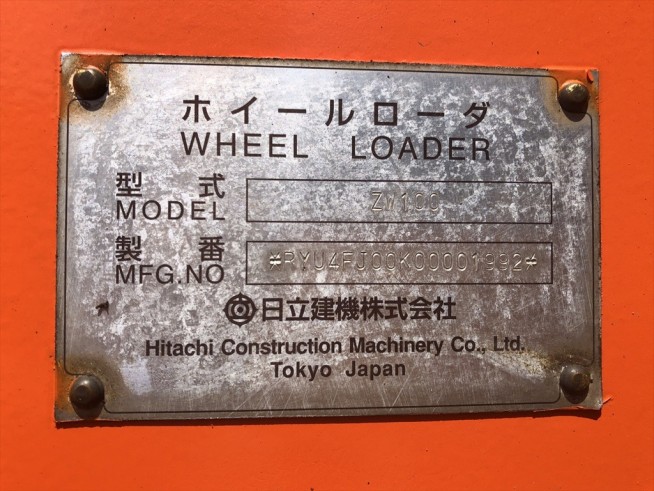 ホイールローダ
WHEEL LOADER
型式 ZW100
MODEL
製番 *RYUZFJ00K00001992*
MFG.NO
日立建機株式会社
Hitachi Construction Machinery Co., Ltd.
Tokyo Japan